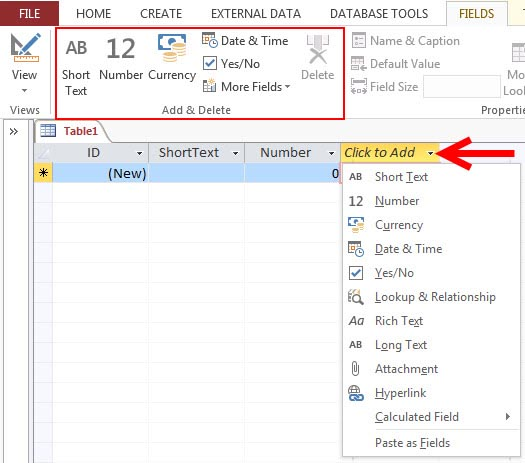 FILE HOME CREATE EXTERNAL DATA DATABASE TOOLS FIELDS
View
Views
AB
Short
Text
12
Number
Currency
Date & Time
Yes/No
More Fields
Delete
Add & Delete
Name & Caption
Default Value
Field Size
Properti
Table1
ID ShortText Number Click to Add
(New) 0
AB Short Text
12 Number
Currency
Date & Time
Yes/No
Lookup & Relationship
Aa Rich Text
AB Long Text
Attachment
Hyperlink
Calculated Field
Paste as Fields